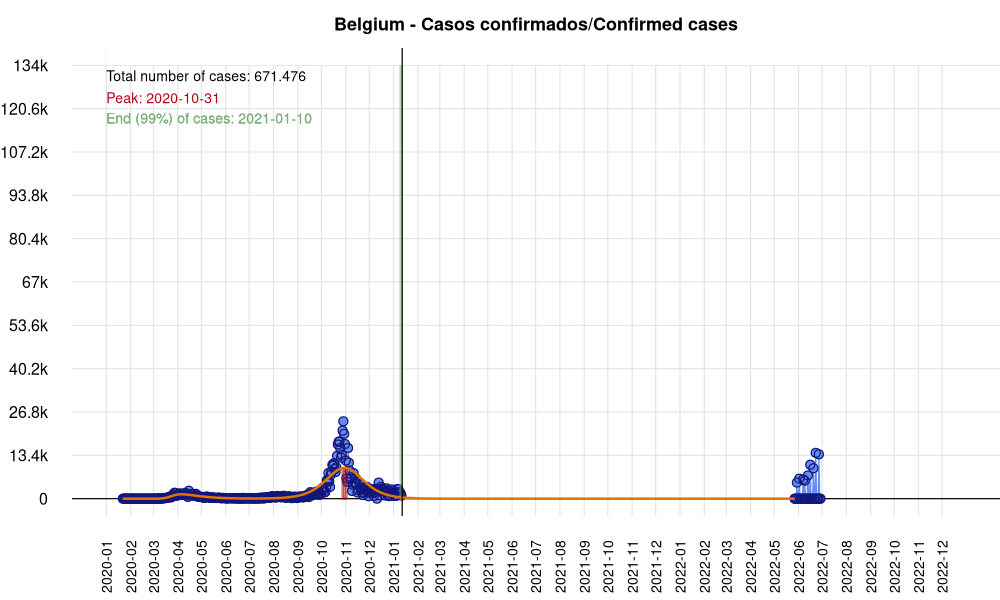 Belgium - Casos confirmados/Confirmed cases
134k
Total number of cases: 671.476
Peak: 2020-10-31
120.6k
End (99%) of cases: 2021-01-10
107.2k
93.8k
80.4k
67k
53.6k
40.2k
26.8k
13.4k
0
2020-01
2020-02
2020-03
2020-04
2020-05
2020-06
2020-07
2020-08
2020-09
2020-10
2020-11
2020-12
2021-01
2021-02
2021-03
2021-04
2021-05
2021-06
2021-07
2021-08
2021-09
2021-10
2021-11
2021-12
2022-01
2022-02
2022-03
2022-04
2022-05
2022-06
2022-07
2022-08
2022-09
2022-10
2022-11
2022-12